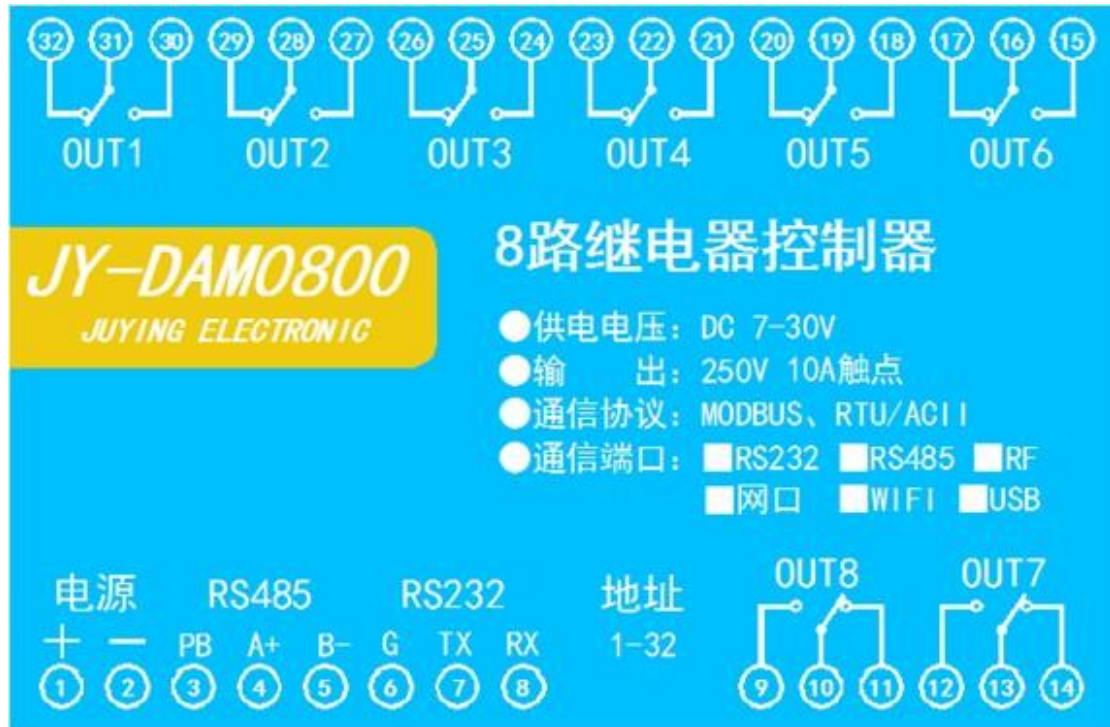 32 31 30 29 28 27 26 25 24 23 22 21 20 19 18 17 16 15
OUT1 OUT2 OUT3 OUT4 OUT5 OUT6
JY-DAM0800
JUYING ELECTRONIC
8路继电器控制器
●供电电压: DC 7-30V
●输 出: 250V 10A触点
●通信协议: MODBUS、RTU/ACII
●通信端口: ■RS232 ■RS485 ■RF
■网口 ■WIFI ■USB
电源 RS485 RS232 地址 OUT8 OUT7
+ - PB A+ B- G TX RX 1-32
1 2 3 4 5 6 7 8 9 10 11 12 13 14